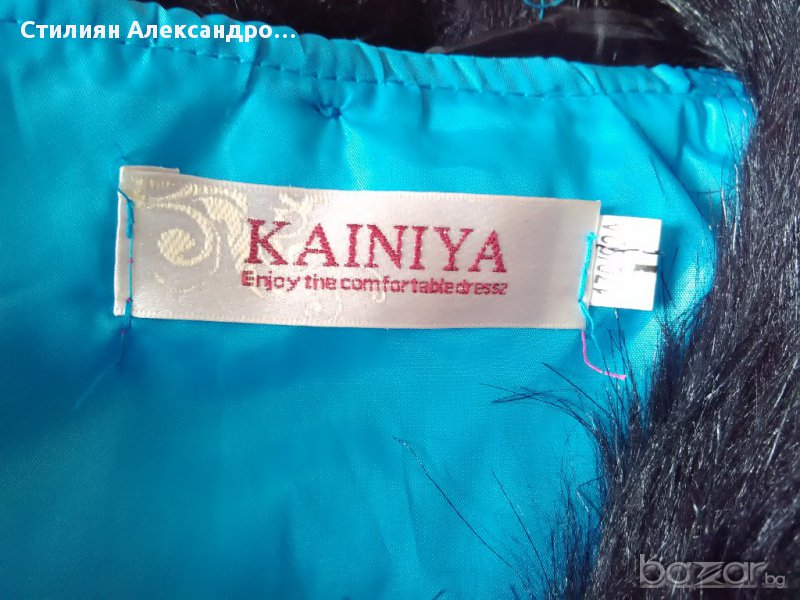 Стилиян Александро...
KAINIYA
Enjoy the comfortable dressz
bazar.bg